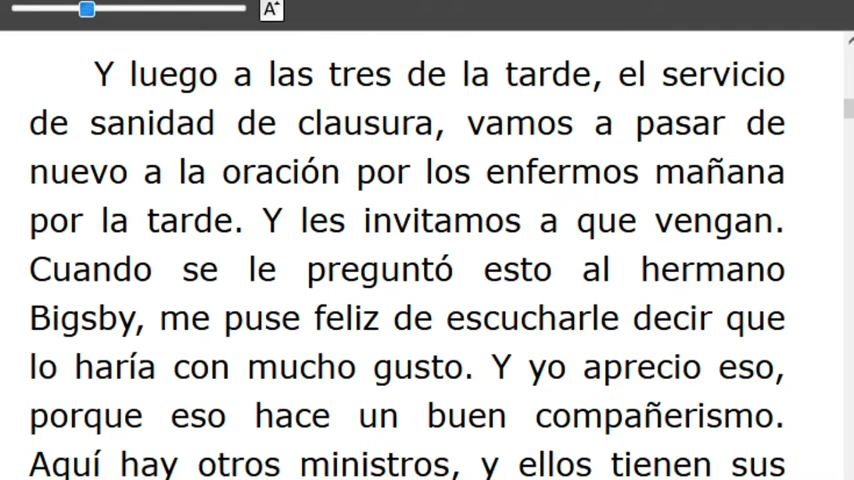 A
Y luego a las tres de la tarde, el servicio
de sanidad de clausura, vamos a pasar de
nuevo a la oración por los enfermos mañana
por la tarde. Y les invitamos a que vengan.
Cuando se le preguntó esto al hermano
Bigsby, me puse feliz de escucharle decir que
lo haría con mucho gusto. Y yo aprecio eso,
porque eso hace un buen compañerismo.
Aquí hay otros ministros, y ellos tienen sus